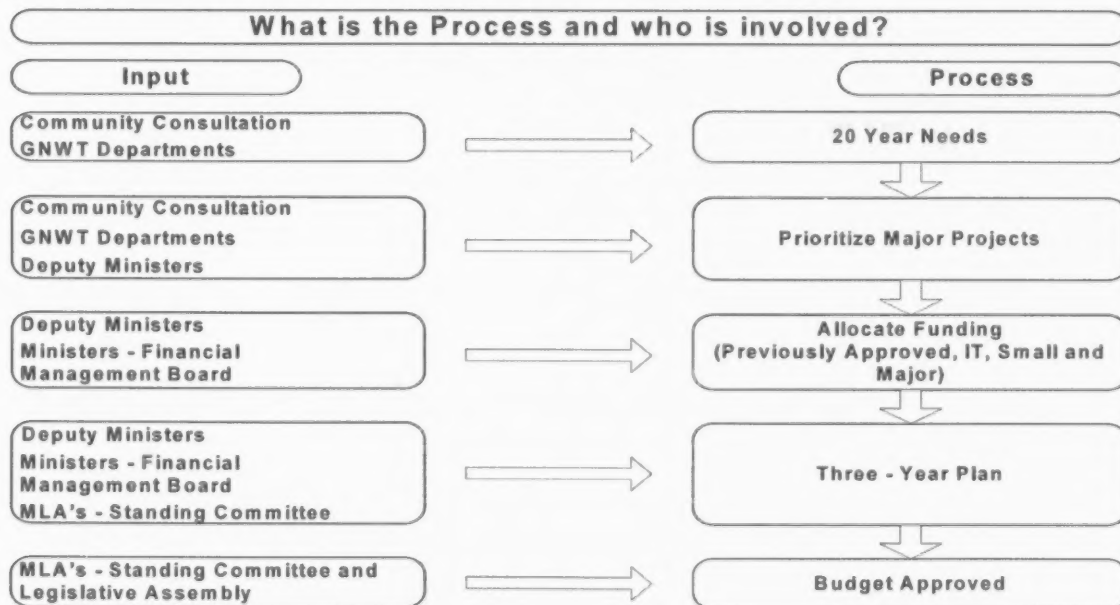 What is the Process and who is involved?
Input
Process
Community Consultation
GNWT Departments
20 Year Needs
Community Consultation
GNWT Departments
Deputy Ministers
Prioritize Major Projects
Deputy Ministers
Ministers - Financial
Management Board
Allocate Funding
(Previously Approved, IT, Small and
Major)
Deputy Ministers
Ministers - Financial
Management Board
MLA's - Standing Committee
Three - Year Plan
MLA's - Standing Committee and
Legislative Assembly
Budget Approved